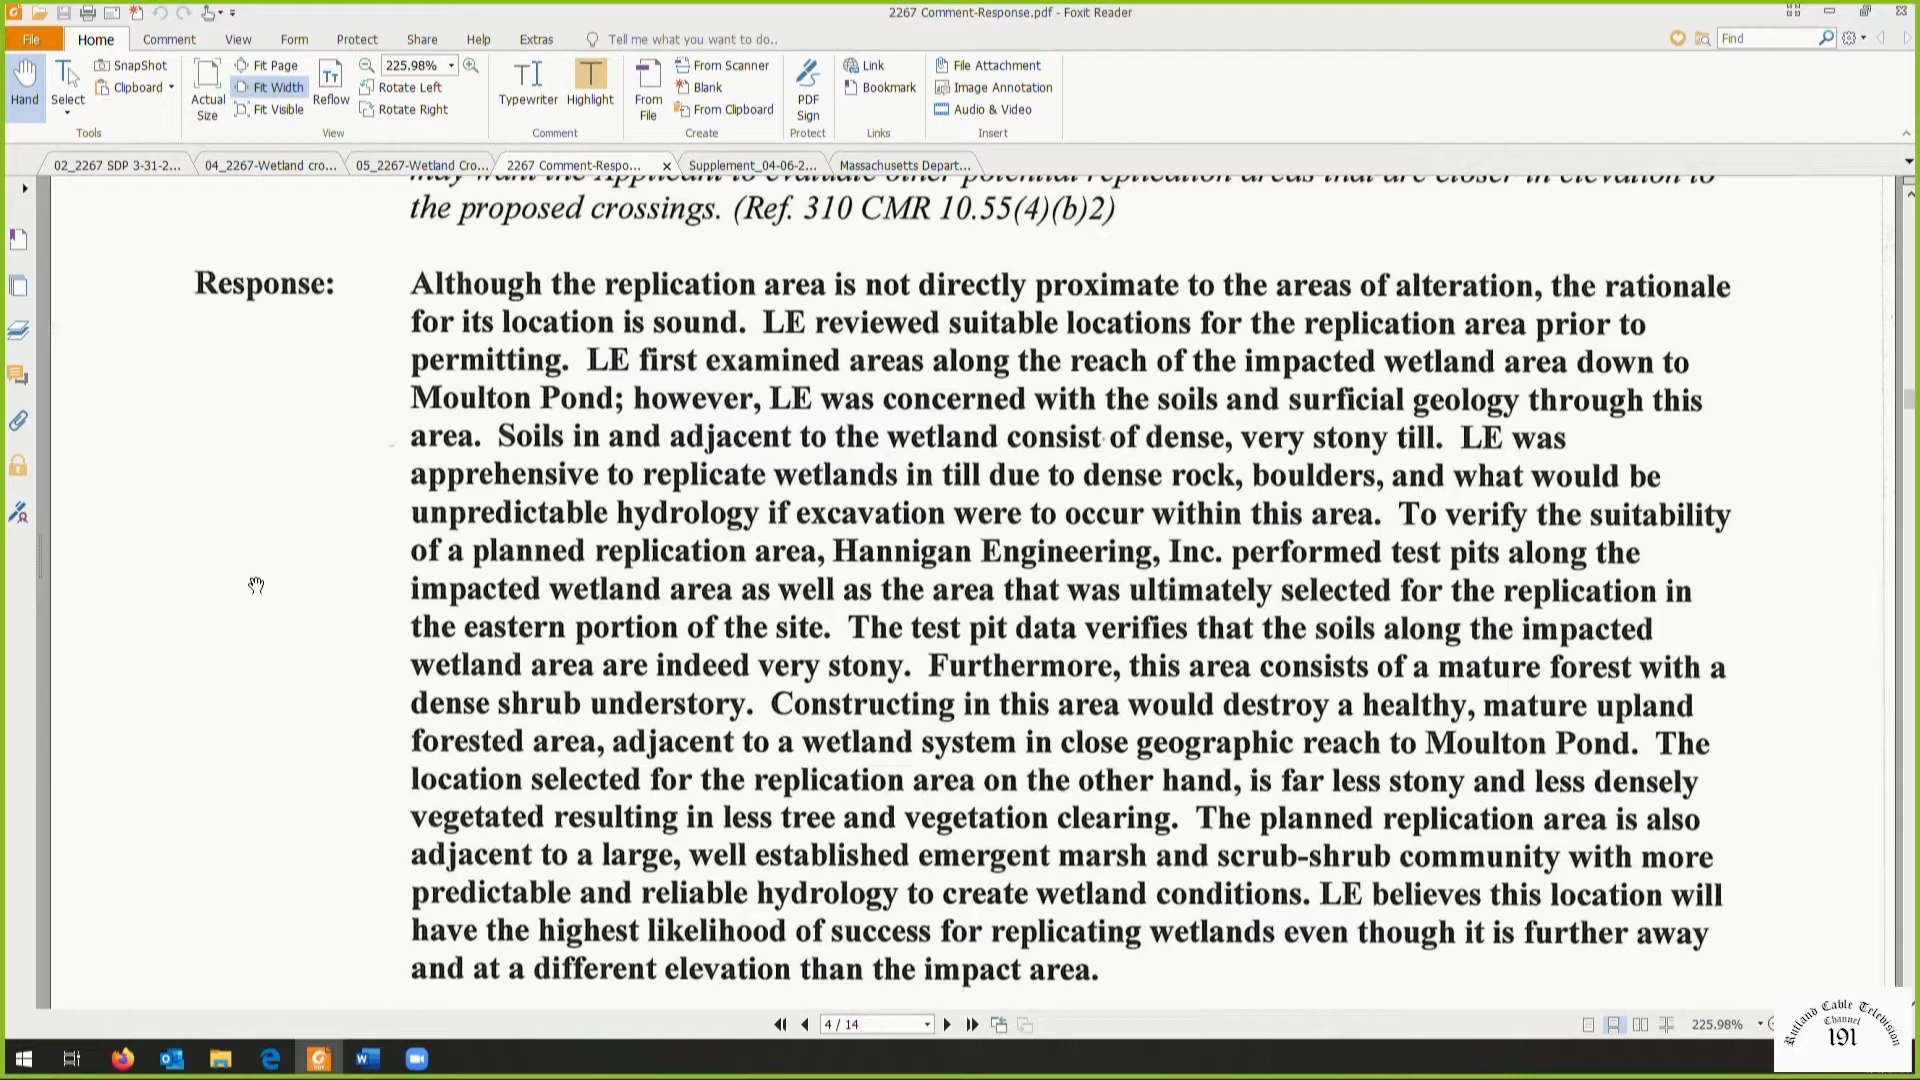 2267 Comment-Response.pdf - Foxit Reader
File Home Comment View Form Protect Share Help Extras Tell me what you want to do.. Find
Hand Select SnapShot Clipboard Actual Size Fit Page Fit Width Fit Visible Reflow 225.98% Rotate Left Rotate Right Typewriter Highlight From File From Scanner Blank From Clipboard PDF Sign Link Bookmark File Attachment Image Annotation Audio & Video
Tools View Comment Create Protect Links Insert
02_2267 SDP 3-31-2... 04_2267-Wetland cro... 05_2267-Wetland Cro... 2267 Comment-Respo... Supplement_04-06-2... Massachusetts Depart...
may want the Applicant to evaluate other potential replication areas that are closer in elevation to
the proposed crossings. (Ref. 310 CMR 10.55(4)(b)2)
Response: Although the replication area is not directly proximate to the areas of alteration, the rationale
for its location is sound. LE reviewed suitable locations for the replication area prior to
permitting. LE first examined areas along the reach of the impacted wetland area down to
Moulton Pond; however, LE was concerned with the soils and surficial geology through this
area. Soils in and adjacent to the wetland consist of dense, very stony till. LE was
apprehensive to replicate wetlands in till due to dense rock, boulders, and what would be
unpredictable hydrology if excavation were to occur within this area. To verify the suitability
of a planned replication area, Hannigan Engineering, Inc. performed test pits along the
impacted wetland area as well as the area that was ultimately selected for the replication in
the eastern portion of the site. The test pit data verifies that the soils along the impacted
wetland area are indeed very stony. Furthermore, this area consists of a mature forest with a
dense shrub understory. Constructing in this area would destroy a healthy, mature upland
forested area, adjacent to a wetland system in close geographic reach to Moulton Pond. The
location selected for the replication area on the other hand, is far less stony and less densely
vegetated resulting in less tree and vegetation clearing. The planned replication area is also
adjacent to a large, well established emergent marsh and scrub-shrub community with more
predictable and reliable hydrology to create wetland conditions. LE believes this location will
have the highest likelihood of success for replicating wetlands even though it is further away
and at a different elevation than the impact area.
4 / 14
225.98%
Rutland Cable Television
Channel
191